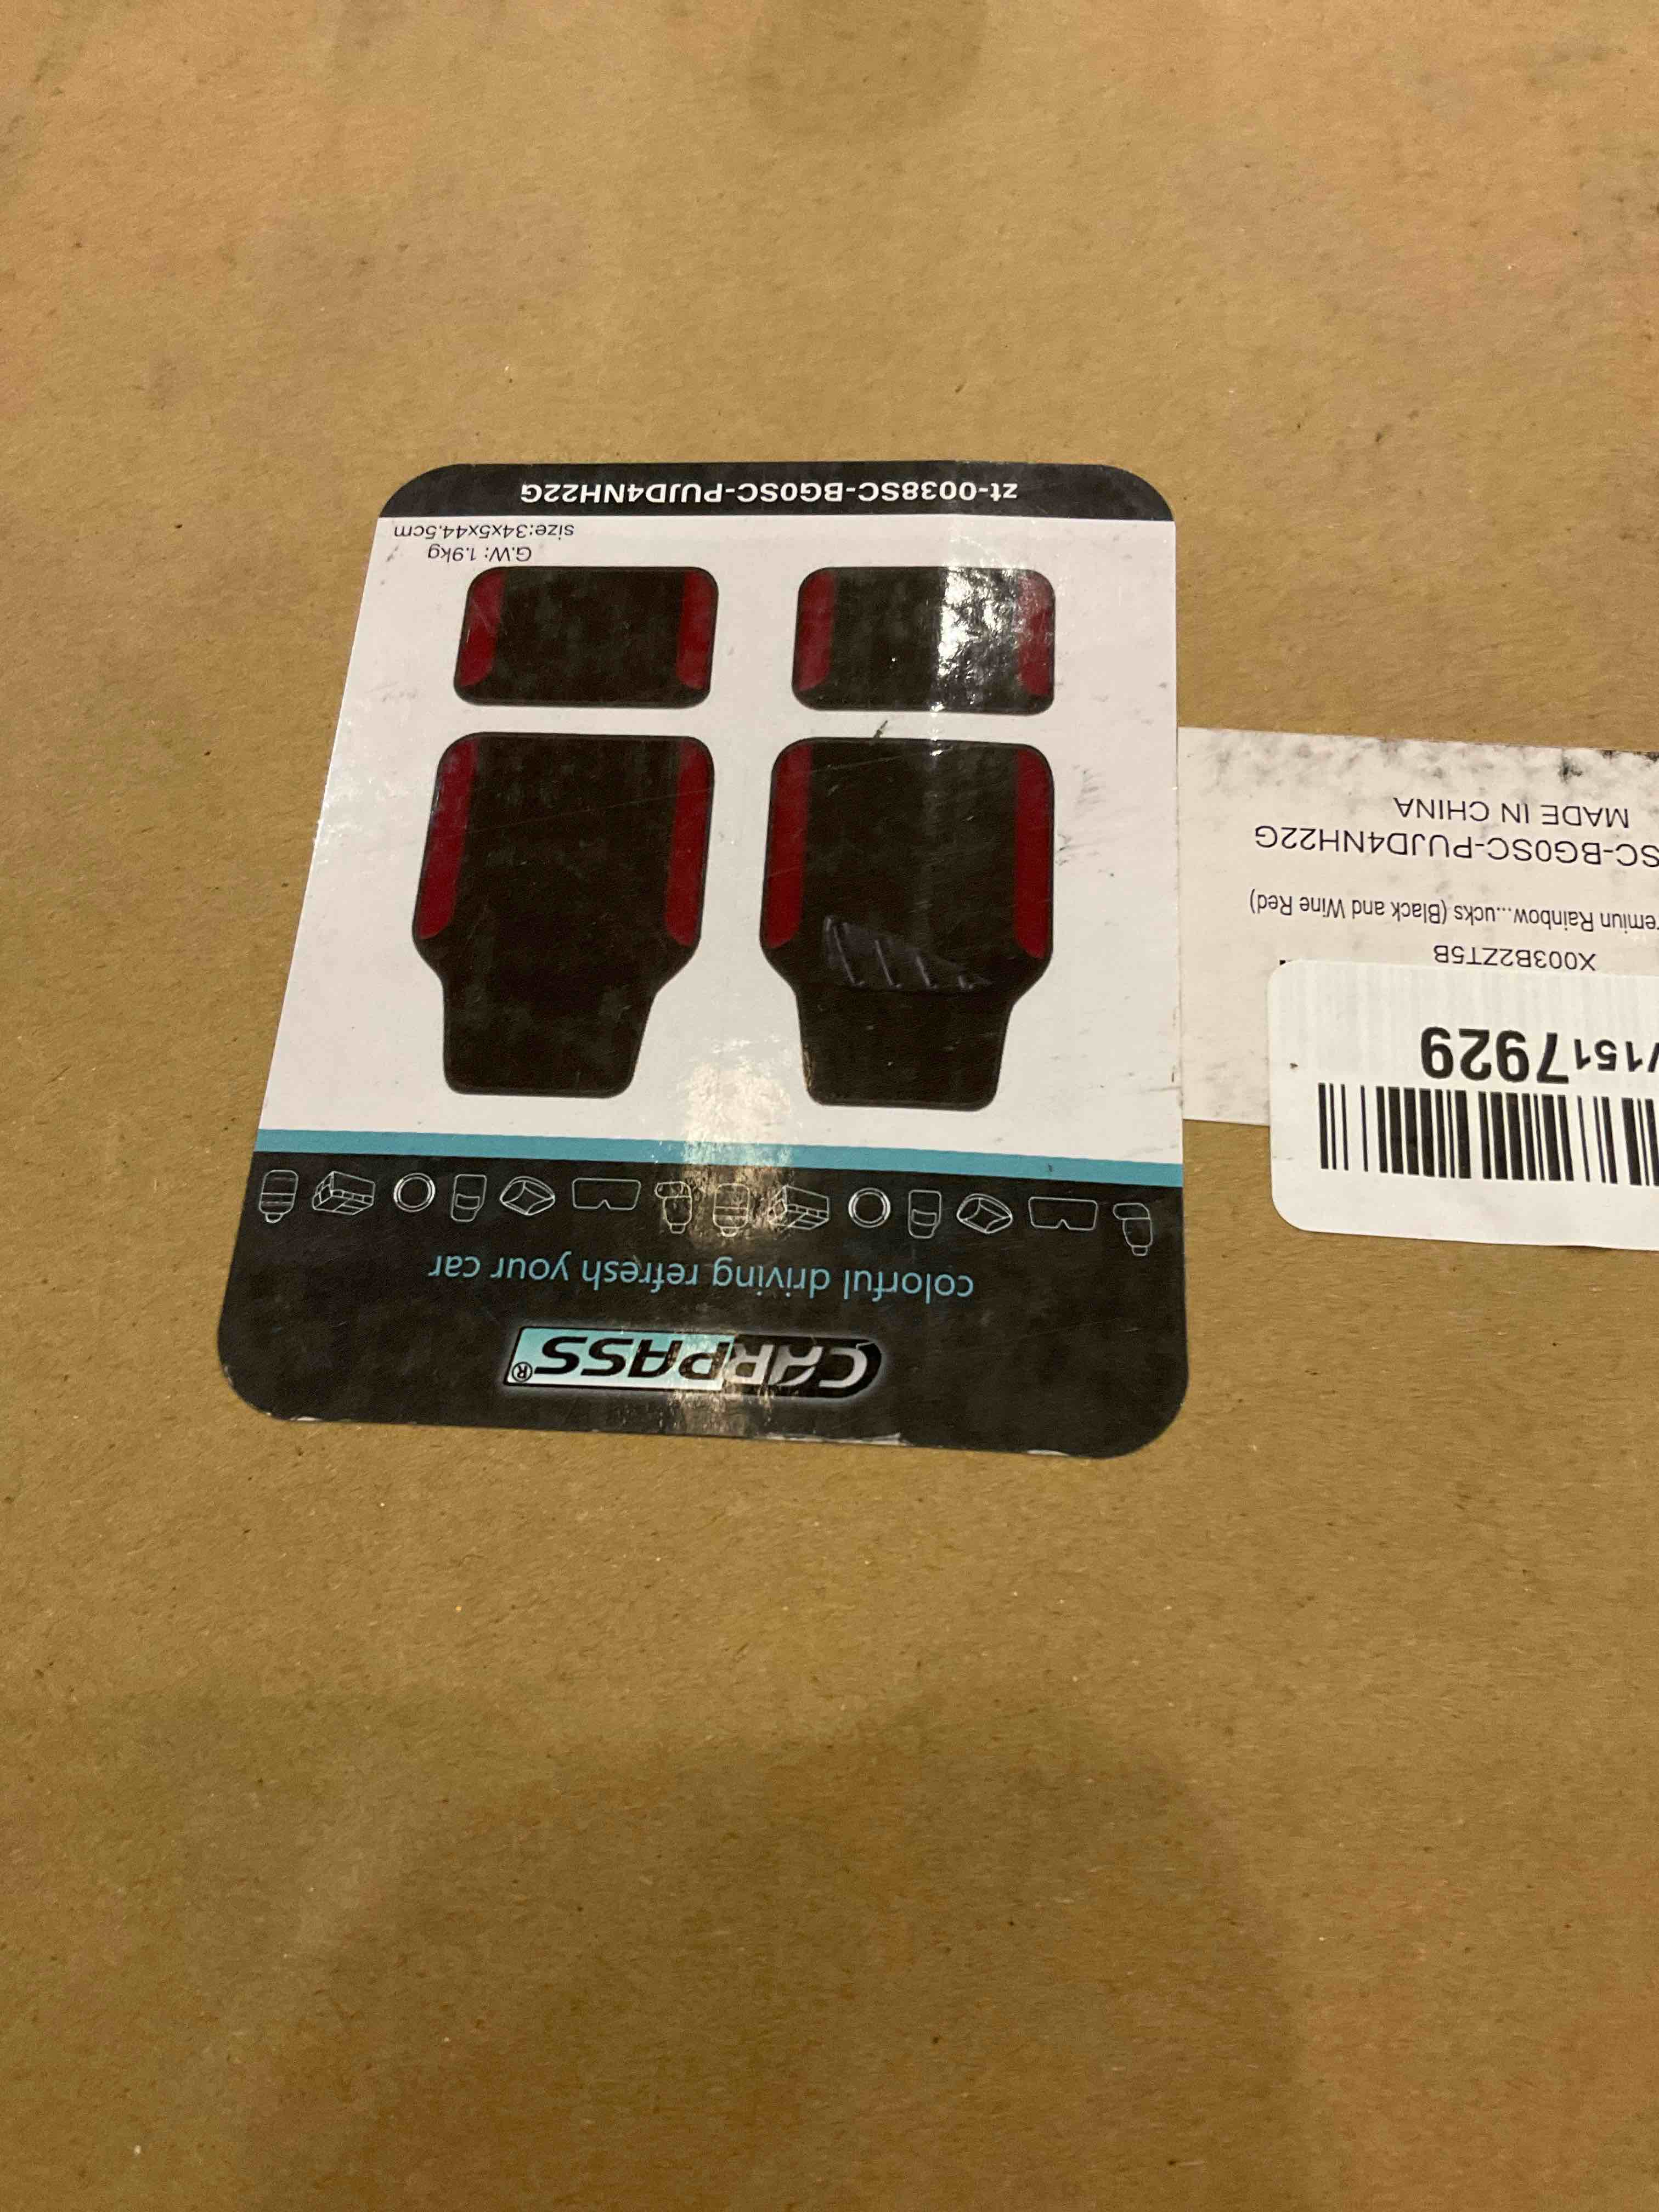 CARPASS®
colorful driving refresh your car
G.W: 1.9kg
size:34x5x44.5cm
zt-0038SC-BG0SC-PUJD4NH22G
1517929
X003B2ZT5B
Rainbow...ucks (Black and Wine Red)
SC-BG0SC-PUJD4NH22G
MADE IN CHINA